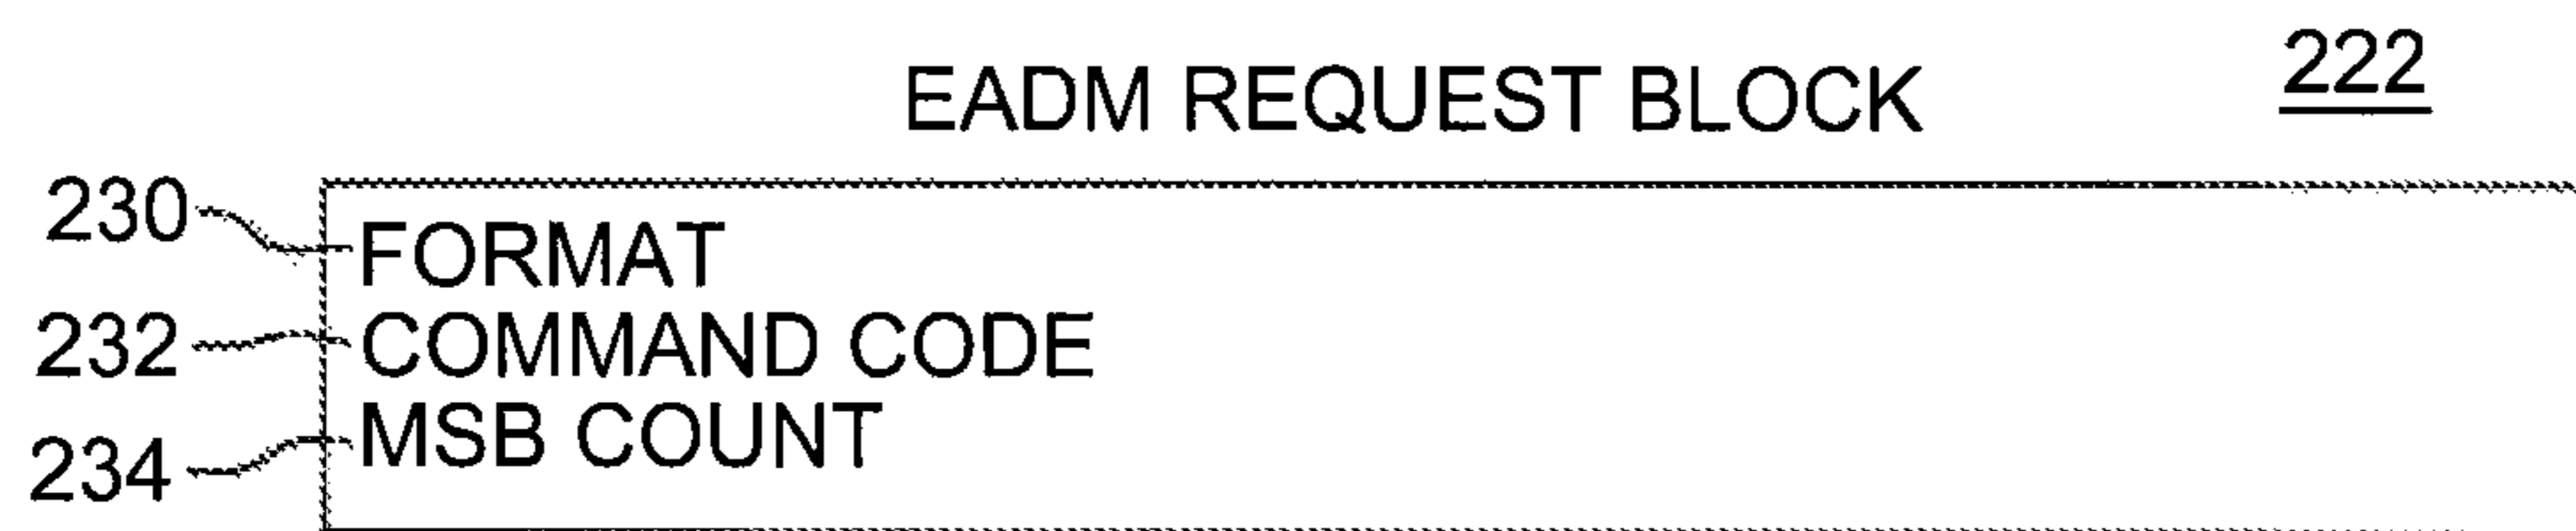 222
EADM REQUEST BLOCK
230 FORMAT
232 COMMAND CODE
234 MSB COUNT